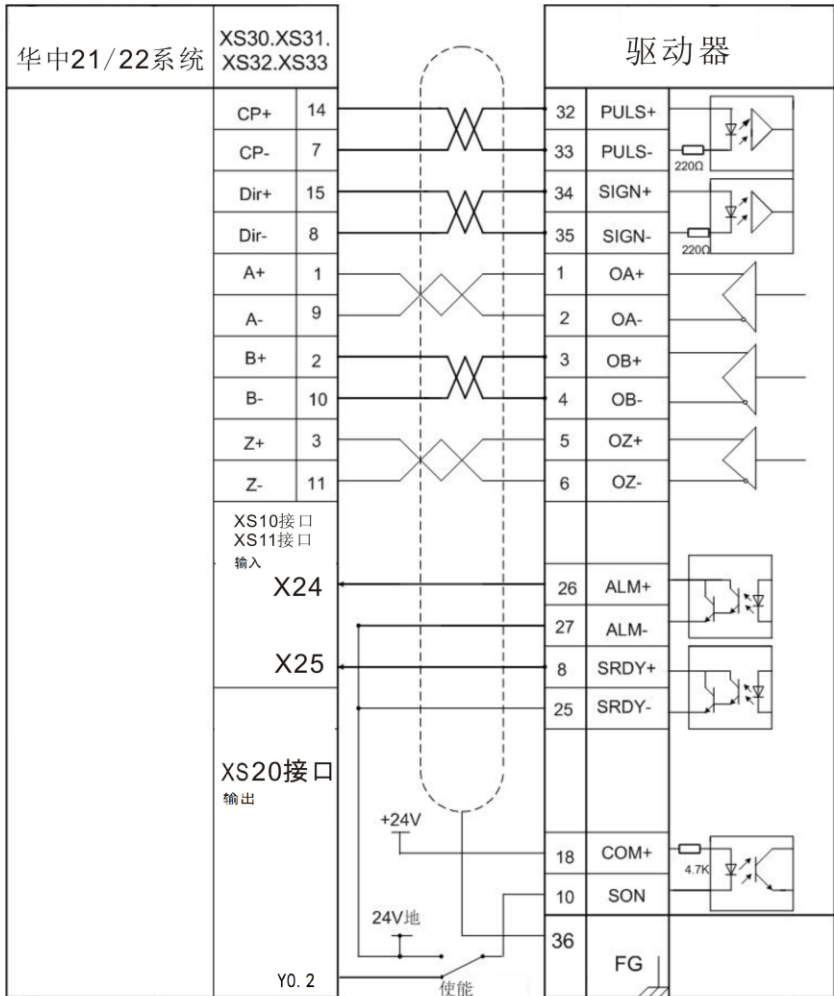 华中21/22系统
XS30.XS31.
XS32.XS33
驱动器
CP+ 14 32 PULS+
CP- 7 33 PULS-
220Ω
Dir+ 15 34 SIGN+
Dir- 8 35 SIGN-
220Ω
A+ 1 1 OA+
A- 9 2 OA-
B+ 2 3 OB+
B- 10 4 OB-
Z+ 3 5 OZ+
Z- 11 6 OZ-
XS10接口
XS11接口
输入
X24 26 ALM+
27 ALM-
X25 8 SRDY+
25 SRDY-
XS20接口
输出
+24V
18 COM+ 4.7K
10 SON
24V地
36
FG
Y0.2
使能